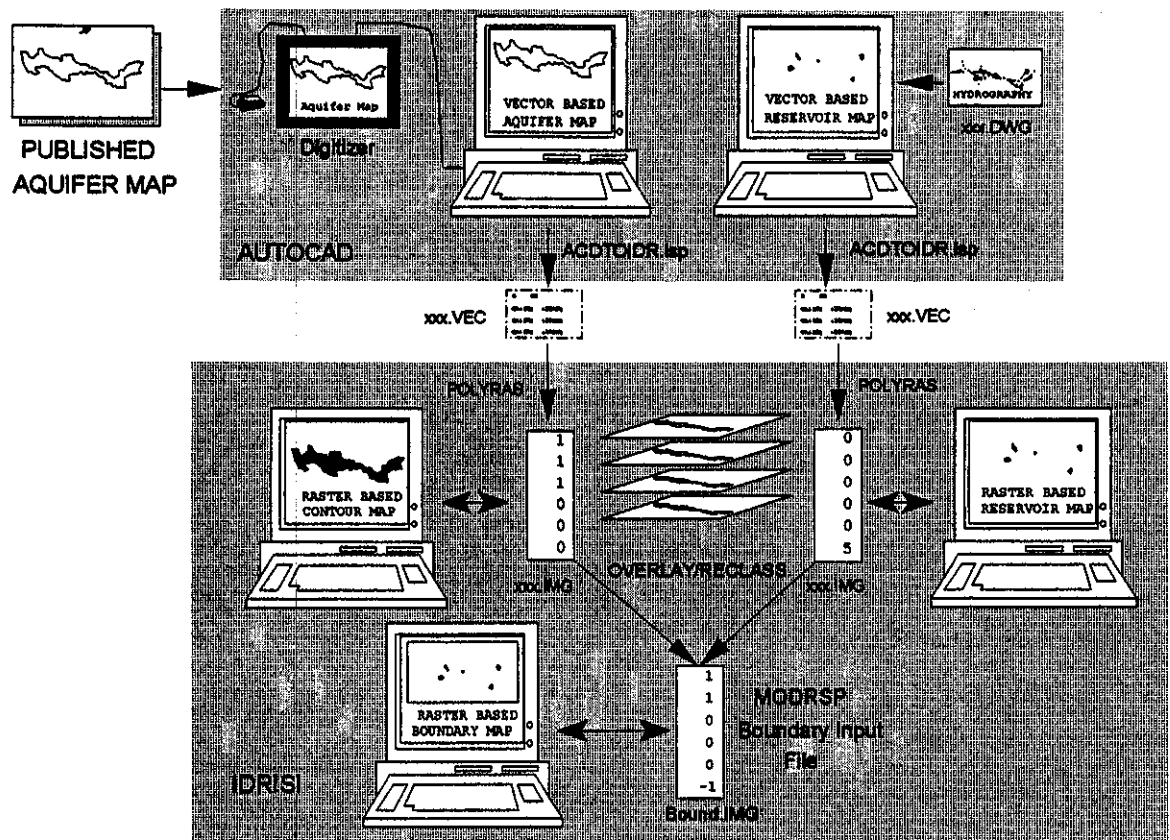 PUBLISHED
AQUIFER MAP
Aquifer Map
Digitizer
VECTOR BASED
AQUIFER MAP
VECTOR BASED
RESERVOIR MAP
HYDROGRAPHY
xxx.DWG
AUTOCAD
ACDTOIDR.lsp
ACDTOIDR.lsp
xxx.VEC
xxx.VEC
POLYRAS
POLYRAS
RASTER BASED
CONTOUR MAP
1
1
1
0
0
0
xxx.IMG
OVERLAY/RECLASS
0
0
0
0
0
5
xxx.IMG
RASTER BASED
RESERVOIR MAP
RASTER BASED
BOUNDARY MAP
1
1
0
0
0
-1
Bound.IMG
MODRSP
Boundary Input
File
IDRISI